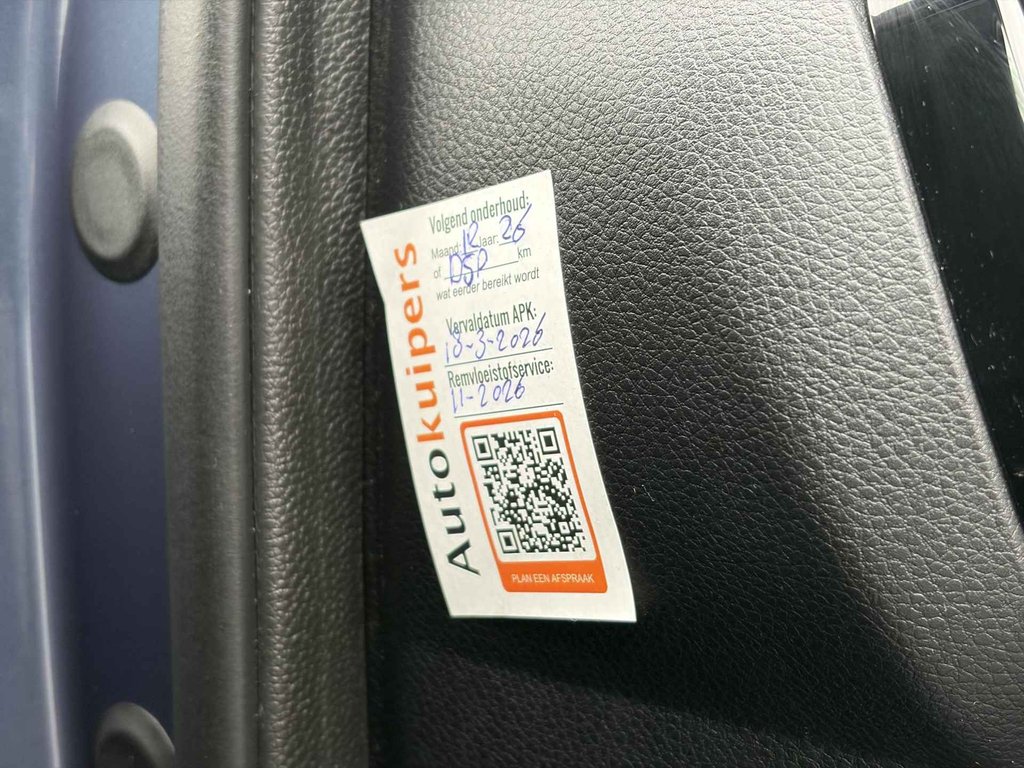 Autokuipers
Volgend onderhoud:
Maand: 12 Jaar: 26
of DSP km
wat eerder bereikt wordt
Vervaldatum APK:
18-3-2026
Remvloeistofservice:
11-2026
PLAN EEN AFSPRAAK